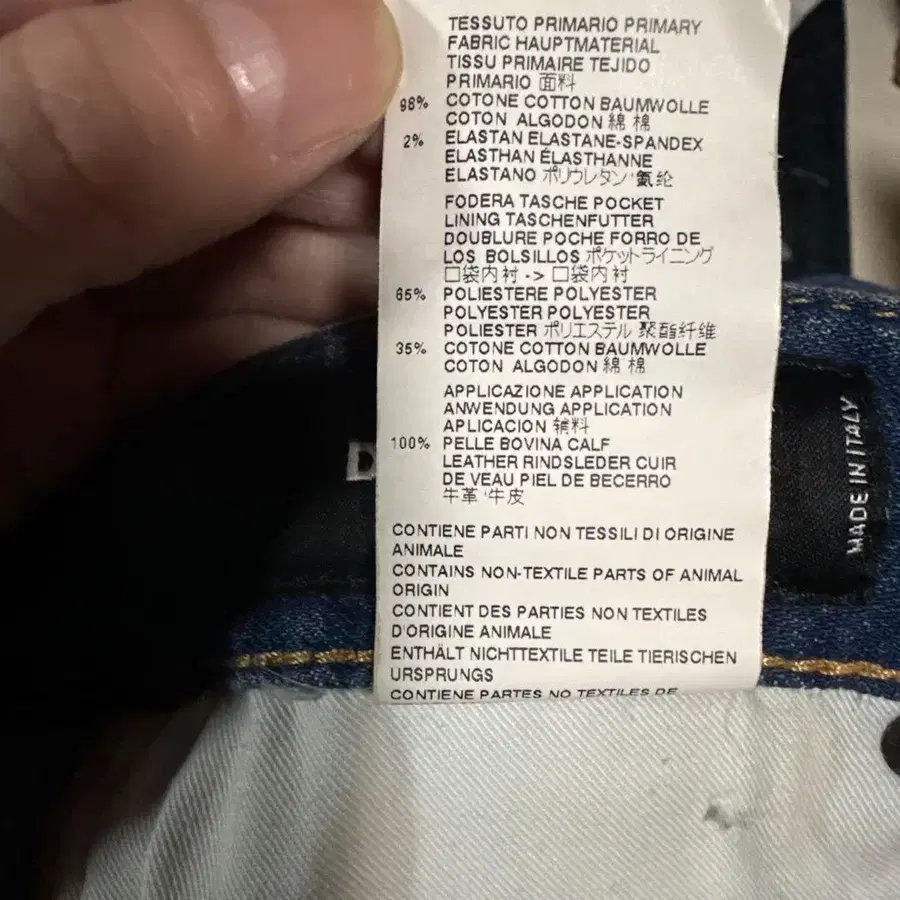 TESSUTO PRIMARIO PRIMARY
FABRIC HAUPTMATERIAL
TISSU PRIMAIRE TEJIDO
PRIMARIO 面料
98% COTONE COTTON BAUMWOLLE
COTON ALGODON 綿 棉
2% ELASTAN ELASTANE-SPANDEX
ELASTHAN ÉLASTHANNE
ELASTANO ポリウレタン 氨纶
FODERA TASCHE POCKET
LINING TASCHENFUTTER
DOUBLURE POCHE FORRO DE
LOS BOLSILLOS ポケットライニング
口袋内衬 -> 口袋内衬
65% POLIESTERE POLYESTER
POLYESTER POLYESTER
POLIESTER ポリエステル 聚酯纤维
35% COTONE COTTON BAUMWOLLE
COTON ALGODON 綿 棉
APPLICAZIONE APPLICATION
ANWENDUNG APPLICATION
APLICACION 辅料
100% PELLE BOVINA CALF
LEATHER RINDSLEDER CUIR
DE VEAU PIEL DE BECERRO
牛革 '牛皮
CONTIENE PARTI NON TESSILI DI ORIGINE
ANIMALE
CONTAINS NON-TEXTILE PARTS OF ANIMAL
ORIGIN
CONTIENT DES PARTIES NON TEXTILES
D'ORIGINE ANIMALE
ENTHÄLT NICHTTEXTILE TEILE TIERISCHEN
URSPRUNGS
CONTIENE PARTES NO TEXTILES DE
D
MADE IN ITALY